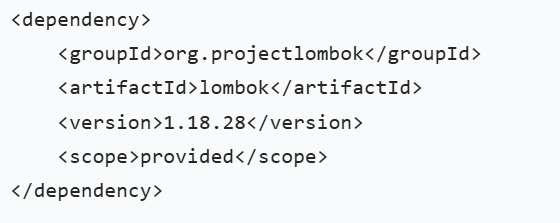 <dependency>
    <groupId>org.projectlombok</groupId>
    <artifactId>lombok</artifactId>
    <version>1.18.28</version>
    <scope>provided</scope>
</dependency>